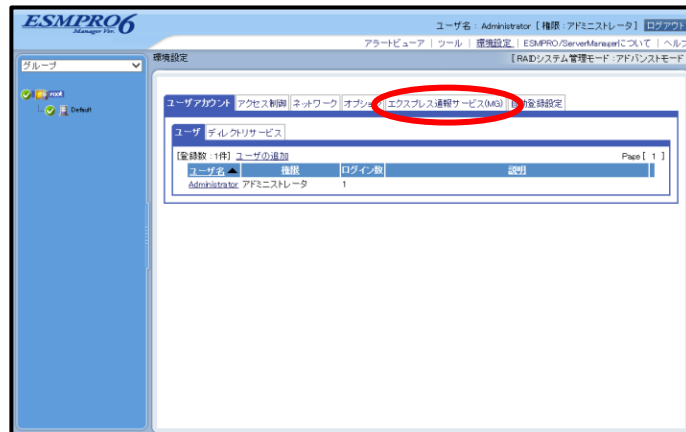 ESMPRO6
Manager Ver.
ユーザ名 : Administrator [ 権限 : アドミニストレータ ] ログアウト
アラートビューア | ツール | 環境設定 | ESMPRO/ServerManagerについて | ヘルプ
グループ
環境設定
[ RAIDシステム管理モード : アドバンストモード
root
Default
ユーザアカウント アクセス制御 ネットワーク オプション エクスプレス通報サービス(MG) 自動登録設定
ユーザ ディレクトリサービス
[登録数 : 1件] ユーザの追加 Page [ 1 ]
ユーザ名 ▲ 権限 ログイン数 説明
Administrator アドミニストレータ 1